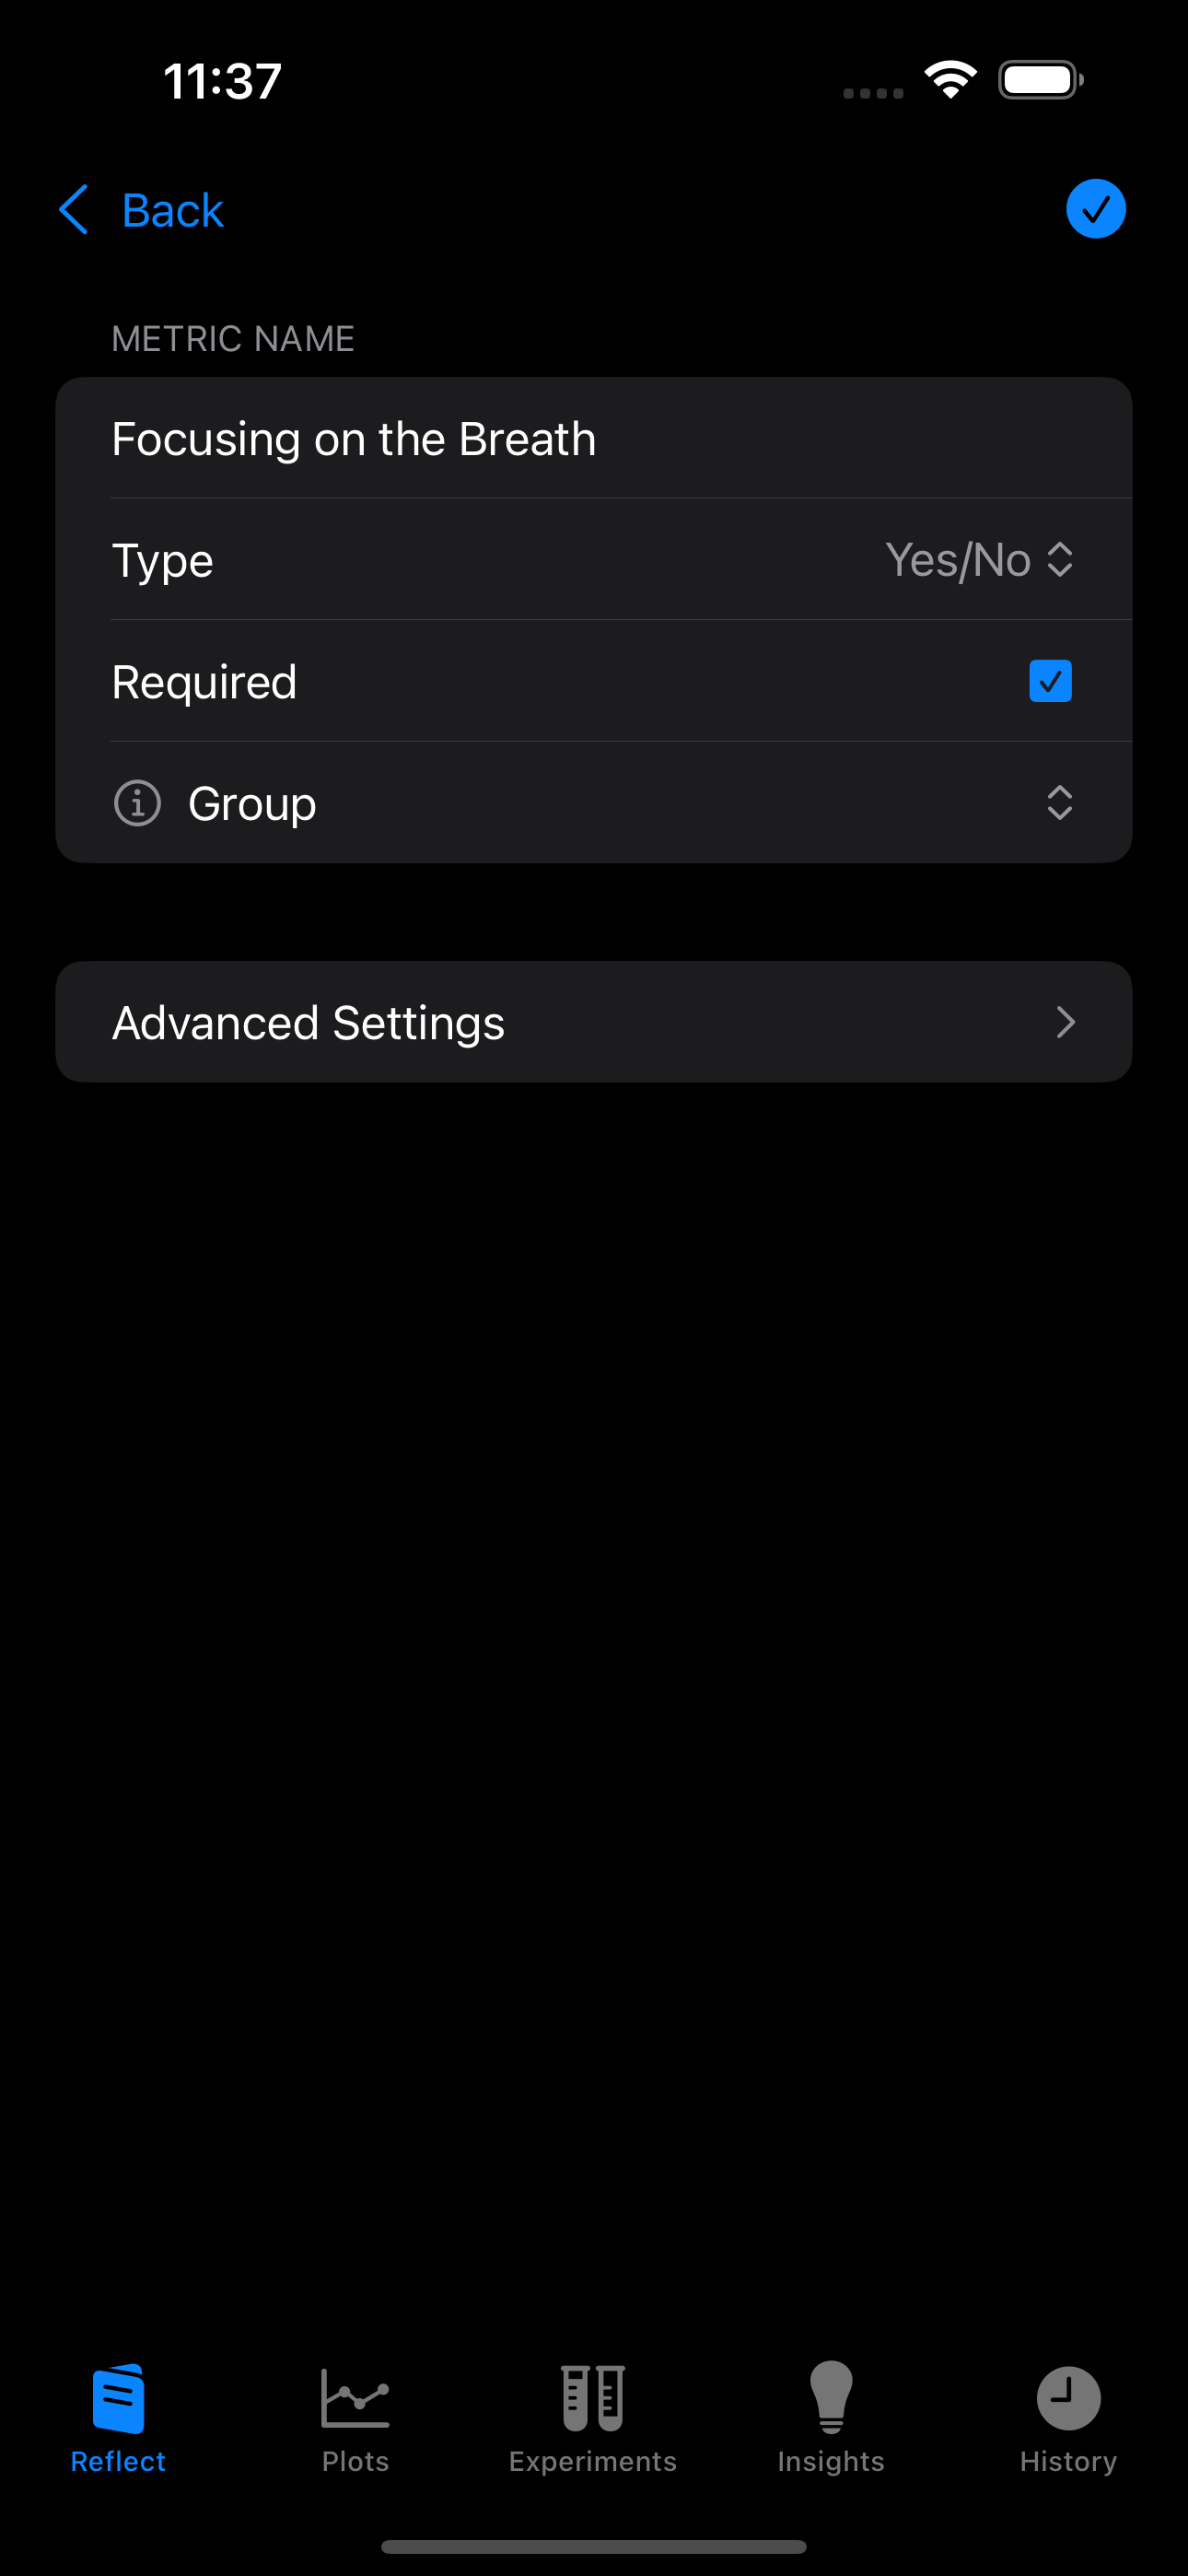 11:37
Back
METRIC NAME
Focusing on the Breath
Type Yes/No
Required
Group
Advanced Settings
Reflect Plots Experiments Insights History